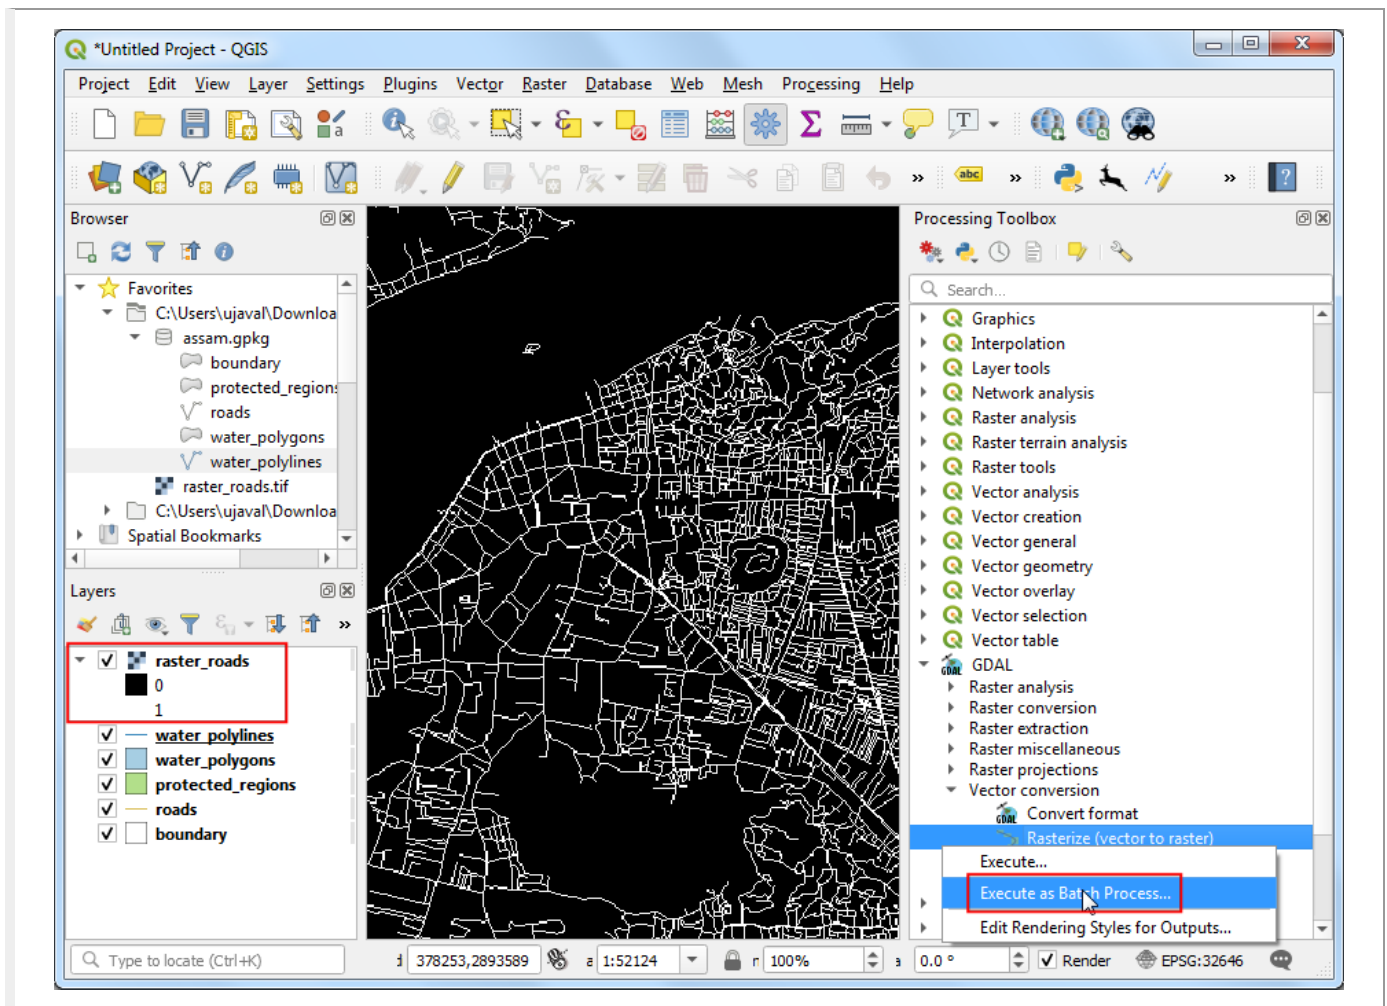 *Untitled Project - QGIS
Project Edit View Layer Settings Plugins Vector Raster Database Web Mesh Processing Help
Browser
Favorites
C:\Users\ujaval\Downloa
assam.gpkg
boundary
protected_regions
roads
water_polygons
water_polylines
raster_roads.tif
C:\Users\ujaval\Downloa
Spatial Bookmarks
Layers
raster_roads
0
1
water_polylines
water_polygons
protected_regions
roads
boundary
Processing Toolbox
Search...
Graphics
Interpolation
Layer tools
Network analysis
Raster analysis
Raster terrain analysis
Raster tools
Vector analysis
Vector creation
Vector general
Vector geometry
Vector overlay
Vector selection
Vector table
GDAL
Raster analysis
Raster conversion
Raster extraction
Raster miscellaneous
Raster projections
Vector conversion
Convert format
Rasterize (vector to raster)
Execute...
Execute as Batch Process...
Edit Rendering Styles for Outputs...
Type to locate (Ctrl+K) 378253,2893589 a 1:52124 r 100% a 0.0 ° Render EPSG:32646